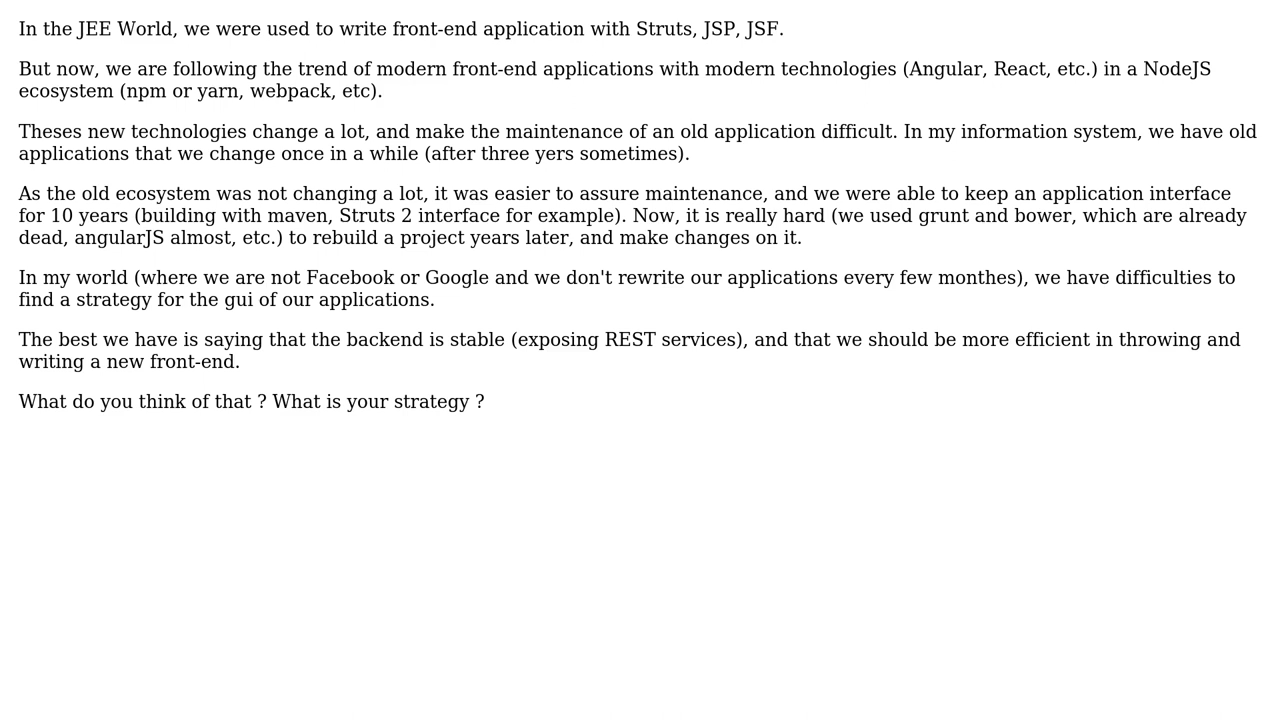 In the JEE World, we were used to write front-end application with Struts, JSP, JSF.
But now, we are following the trend of modern front-end applications with modern technologies (Angular, React, etc.) in a NodeJS
ecosystem (npm or yarn, webpack, etc).
Theses new technologies change a lot, and make the maintenance of an old application difficult. In my information system, we have old
applications that we change once in a while (after three yers sometimes).
As the old ecosystem was not changing a lot, it was easier to assure maintenance, and we were able to keep an application interface
for 10 years (building with maven, Struts 2 interface for example). Now, it is really hard (we used grunt and bower, which are already
dead, angularJS almost, etc.) to rebuild a project years later, and make changes on it.
In my world (where we are not Facebook or Google and we don't rewrite our applications every few monthes), we have difficulties to
find a strategy for the gui of our applications.
The best we have is saying that the backend is stable (exposing REST services), and that we should be more efficient in throwing and
writing a new front-end.
What do you think of that ? What is your strategy ?